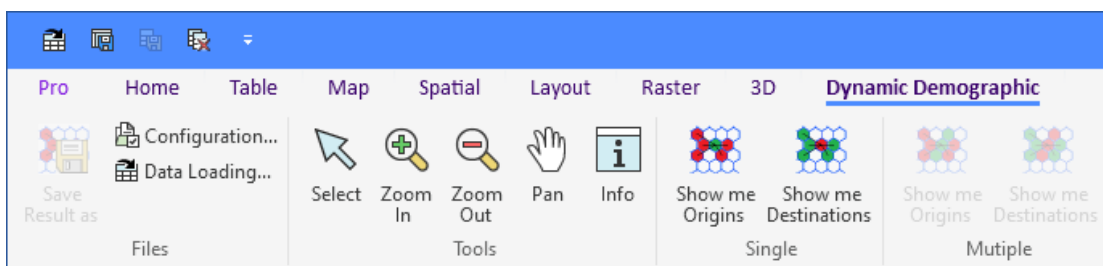 Pro Home Table Map Spatial Layout Raster 3D Dynamic Demographic
Configuration...
Data Loading...
Save
Result as
Select
Zoom
In
Zoom
Out
Pan
Info
Show me
Origins
Show me
Destinations
Show me
Origins
Show me
Destinations
Files Tools Single Mutiple